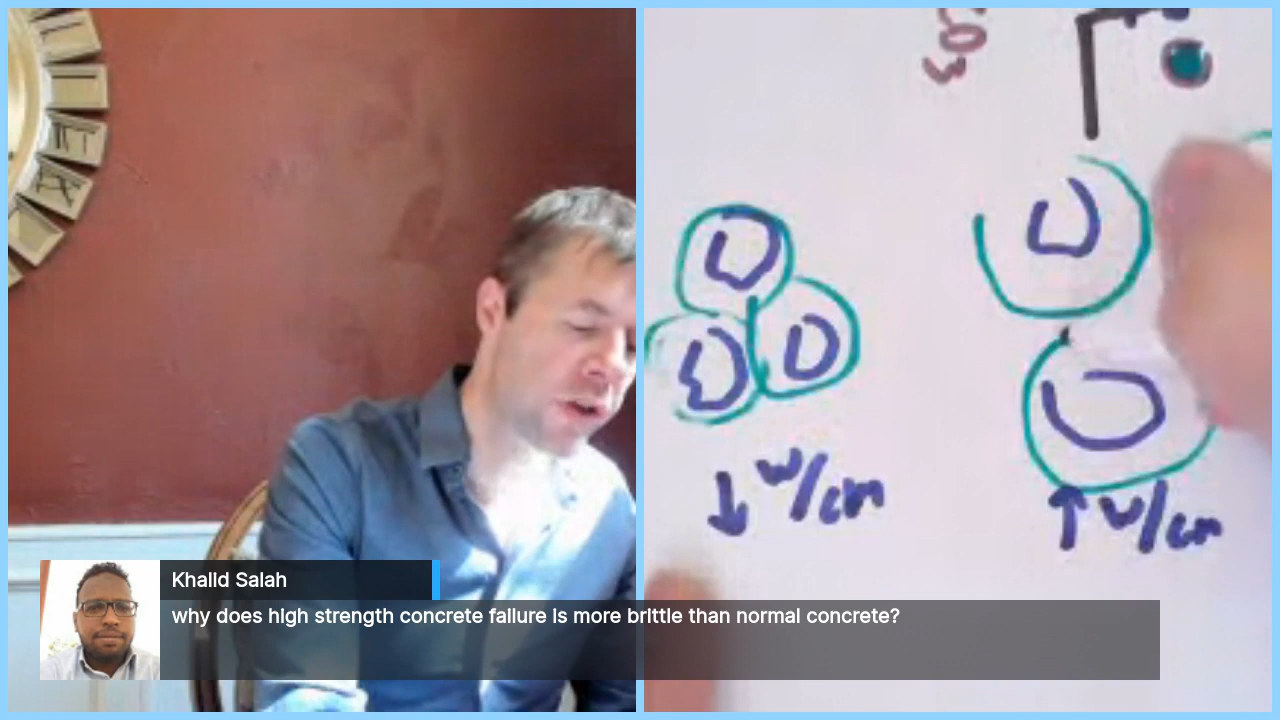 ↓ w/cm
↑ w/cm
Khalid Salah
why does high strength concrete failure is more brittle than normal concrete?